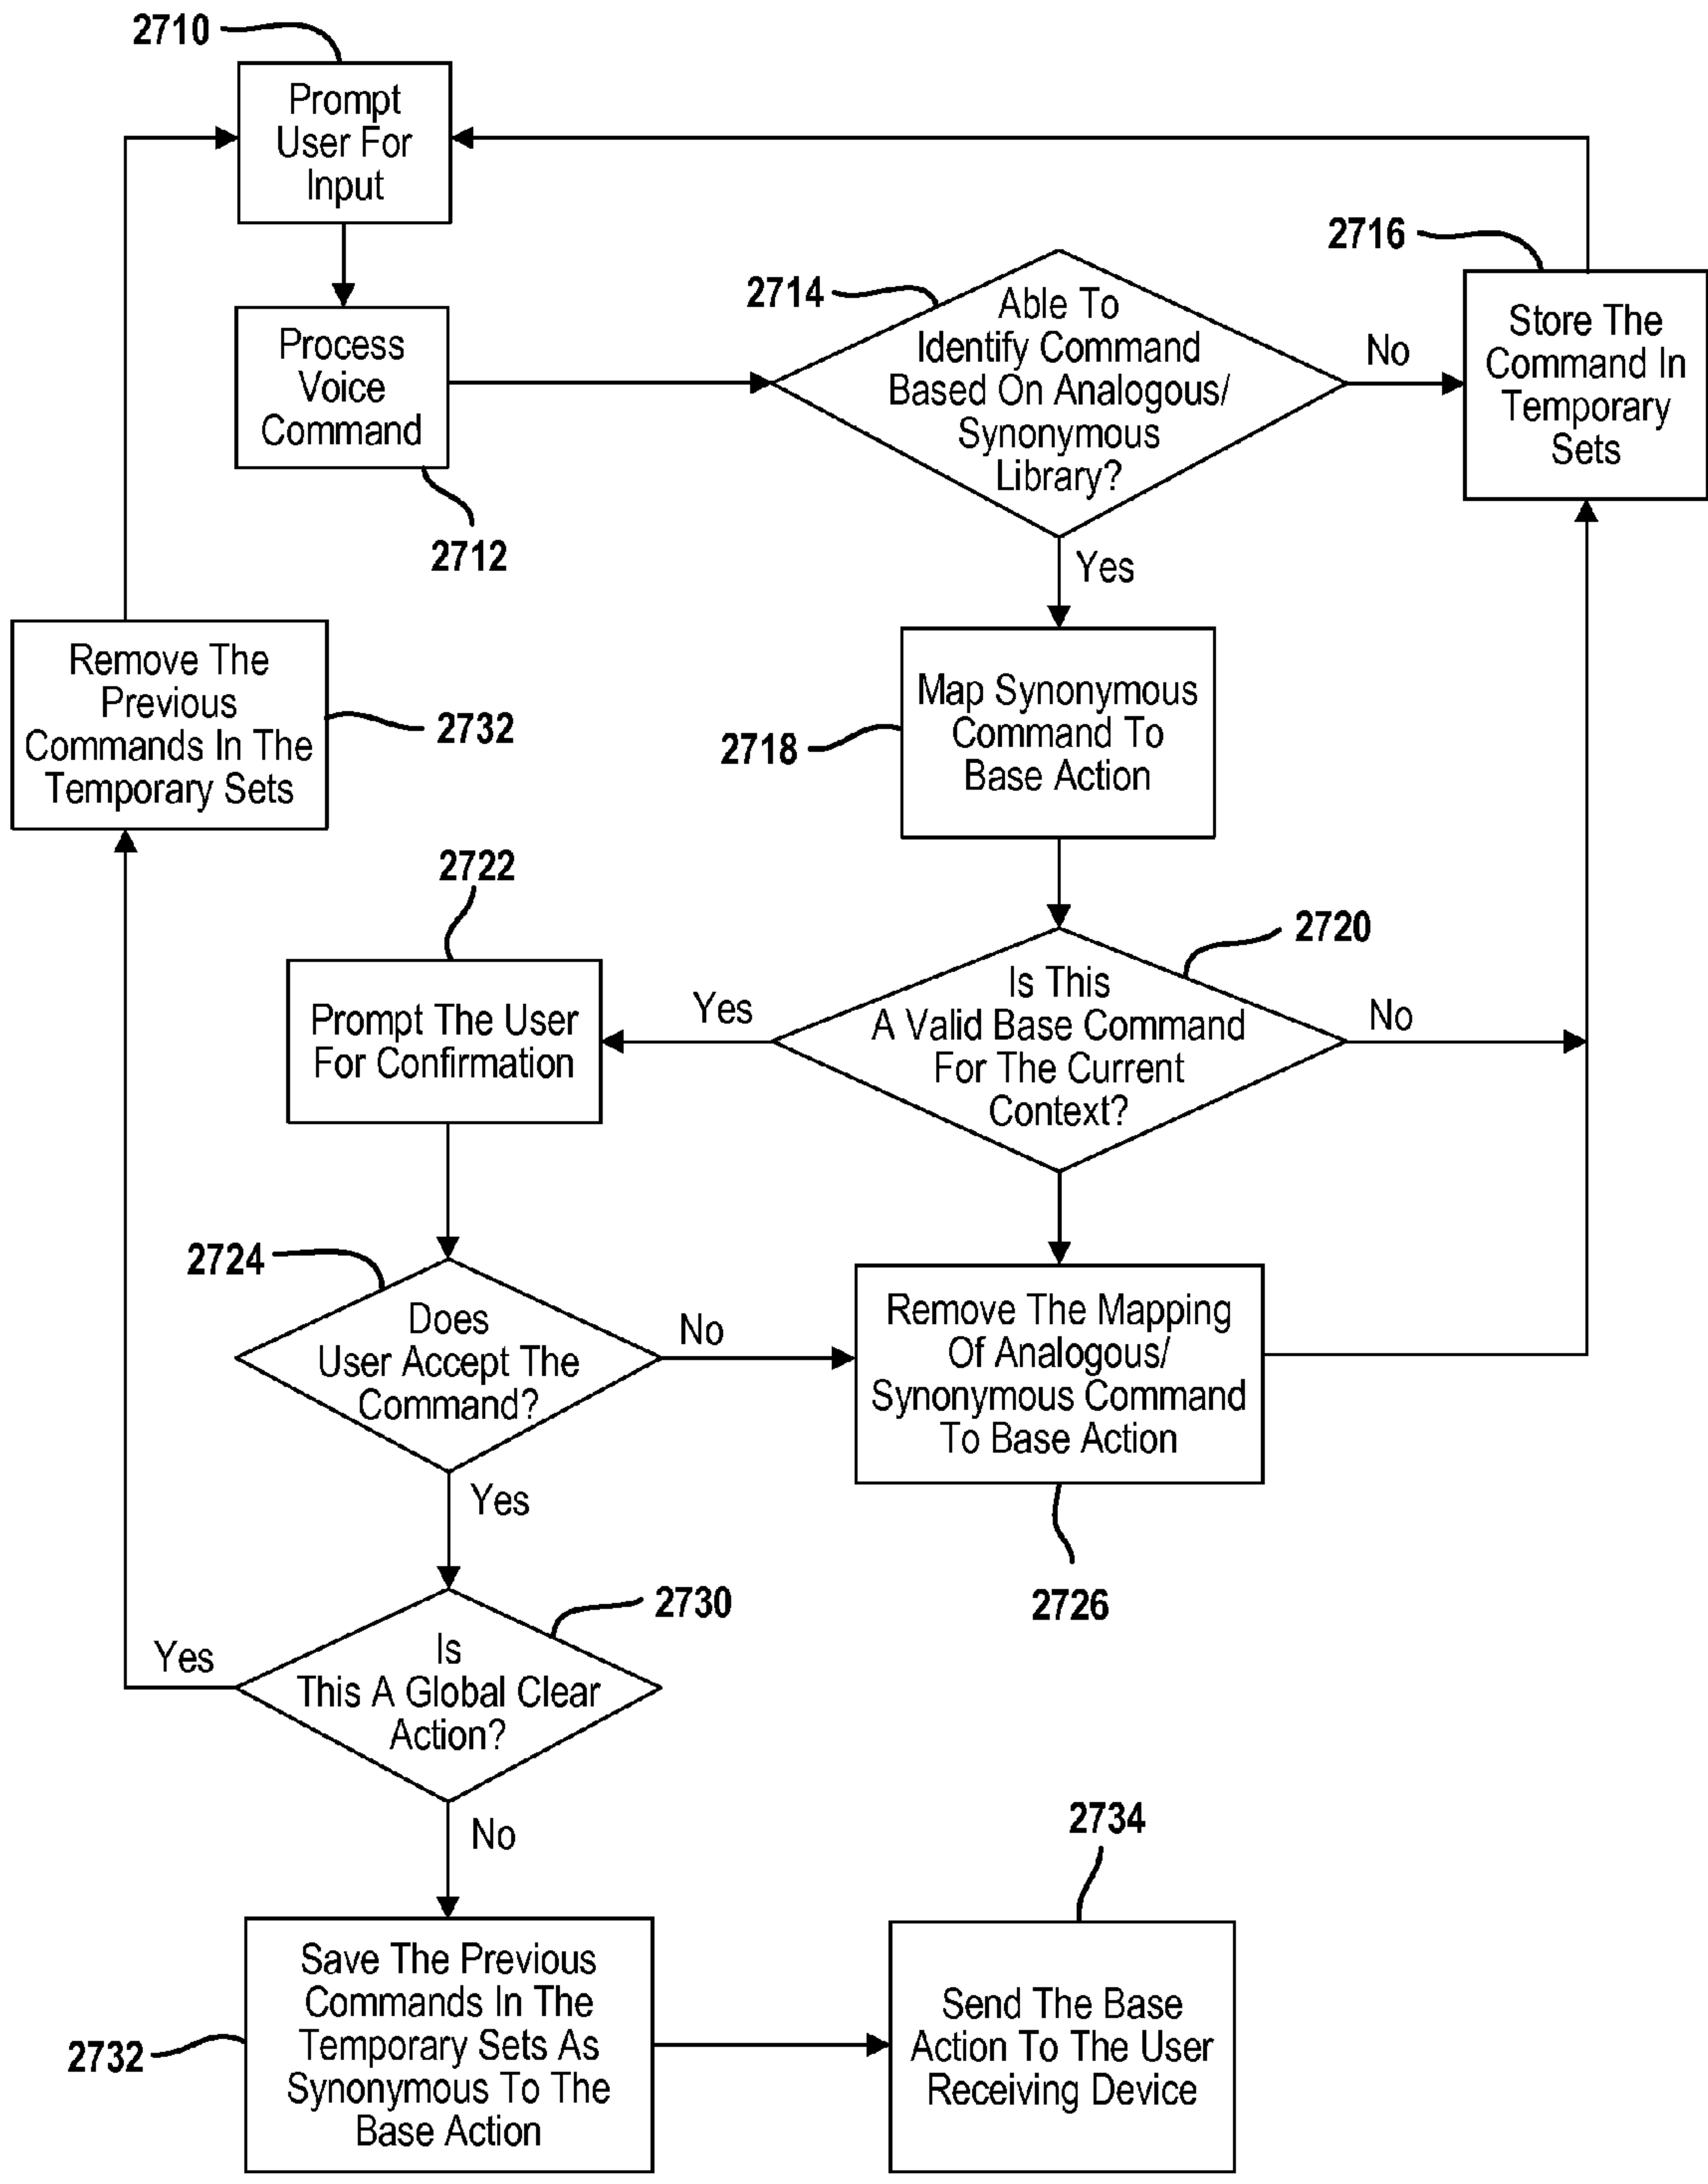 2710
Prompt
User For
Input
2716
2714
Able To
Identify Command
Based On Analogous/
Synonymous
Library?
No
Store The
Command In
Temporary
Sets
Process
Voice
Command
2712
Yes
Remove The
Previous
Commands In The
Temporary Sets
2732
Map Synonymous
Command To
Base Action
2718
2722
2720
Prompt The User
For Confirmation
Yes
Is This
A Valid Base Command
For The Current
Context?
No
2724
Does
User Accept The
Command?
No
Remove The Mapping
Of Analogous/
Synonymous Command
To Base Action
Yes
2726
2730
Yes
Is
This A Global Clear
Action?
No
2734
Save The Previous
Commands In The
Temporary Sets As
Synonymous To The
Base Action
2732
Send The Base
Action To The User
Receiving Device